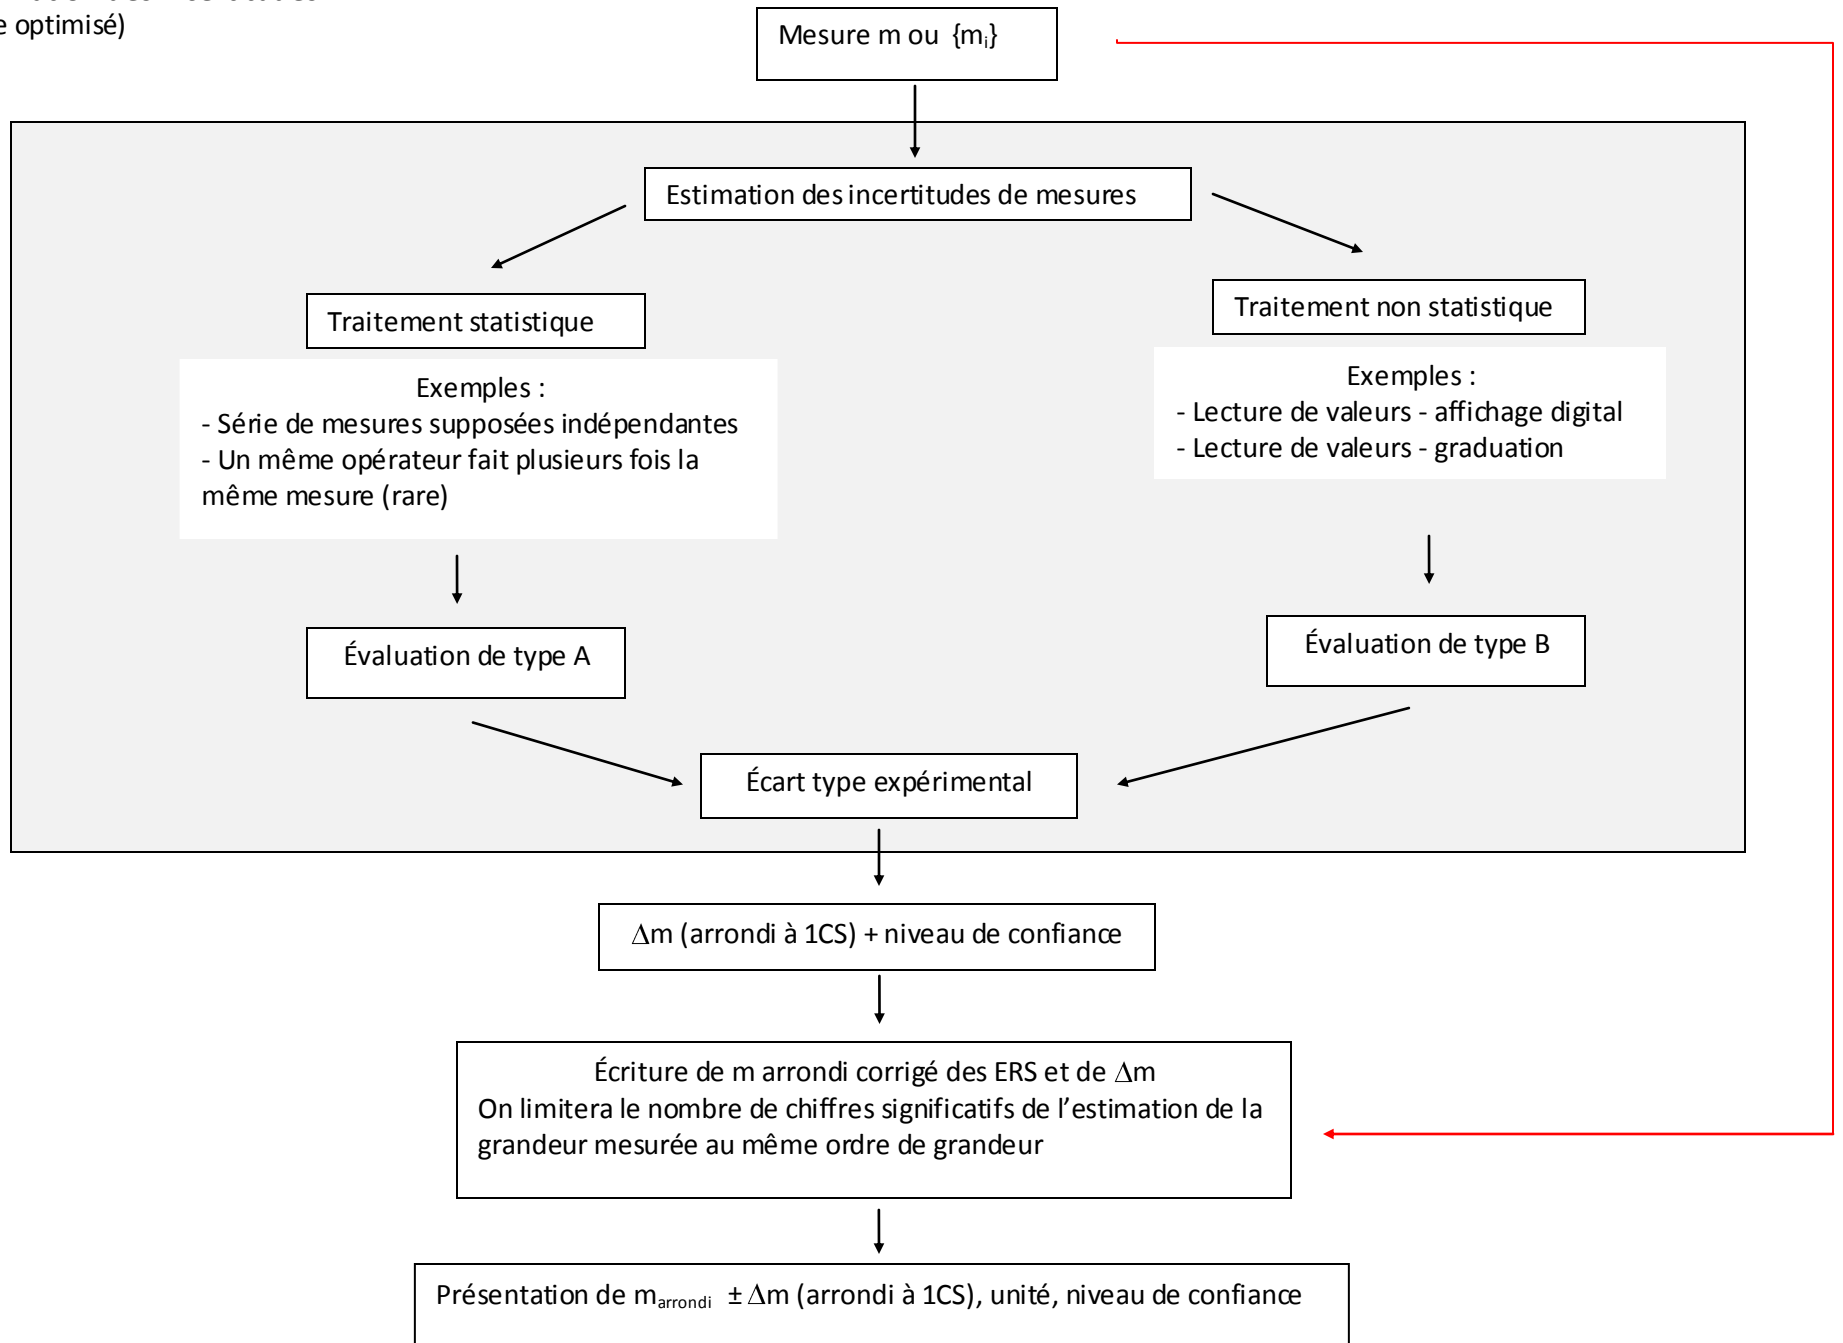 e optimisé)
Mesure m ou {mi}
Estimation des incertitudes de mesures
Traitement statistique
Exemples :
- Série de mesures supposées indépendantes
- Un même opérateur fait plusieurs fois la
même mesure (rare)
Traitement non statistique
Exemples :
- Lecture de valeurs - affichage digital
- Lecture de valeurs - graduation
Évaluation de type A
Évaluation de type B
Écart type expérimental
Δm (arrondi à 1CS) + niveau de confiance
Écriture de m arrondi corrigé des ERS et de Δm
On limitera le nombre de chiffres significatifs de l’estimation de la
grandeur mesurée au même ordre de grandeur
Présentation de marrondi ± Δm (arrondi à 1CS), unité, niveau de confiance